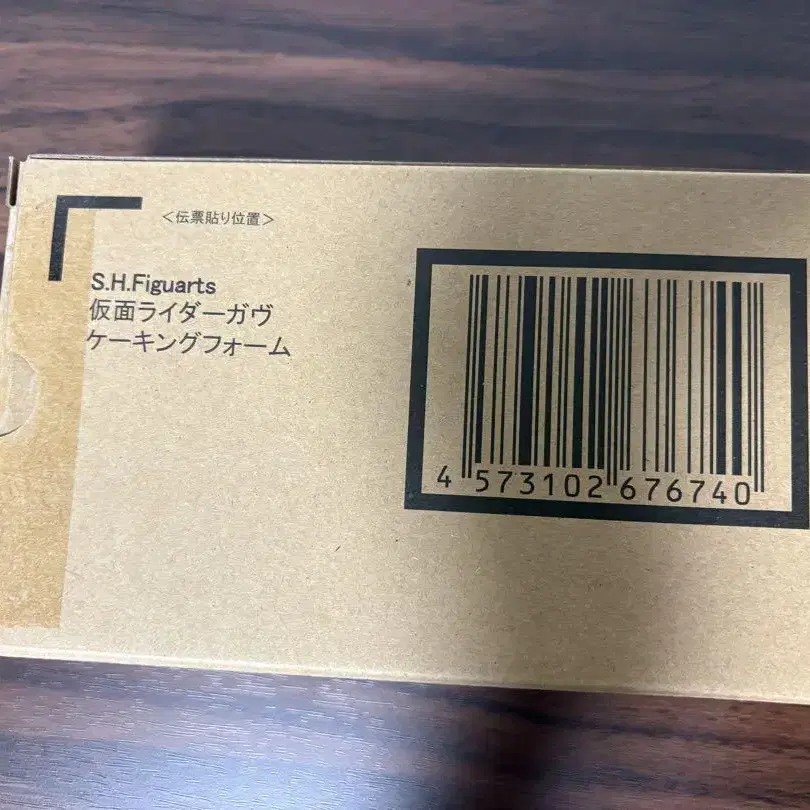 <伝票貼り位置>
S.H.Figuarts
仮面ライダーガヴ
ケーキングフォーム
4 573102 676740